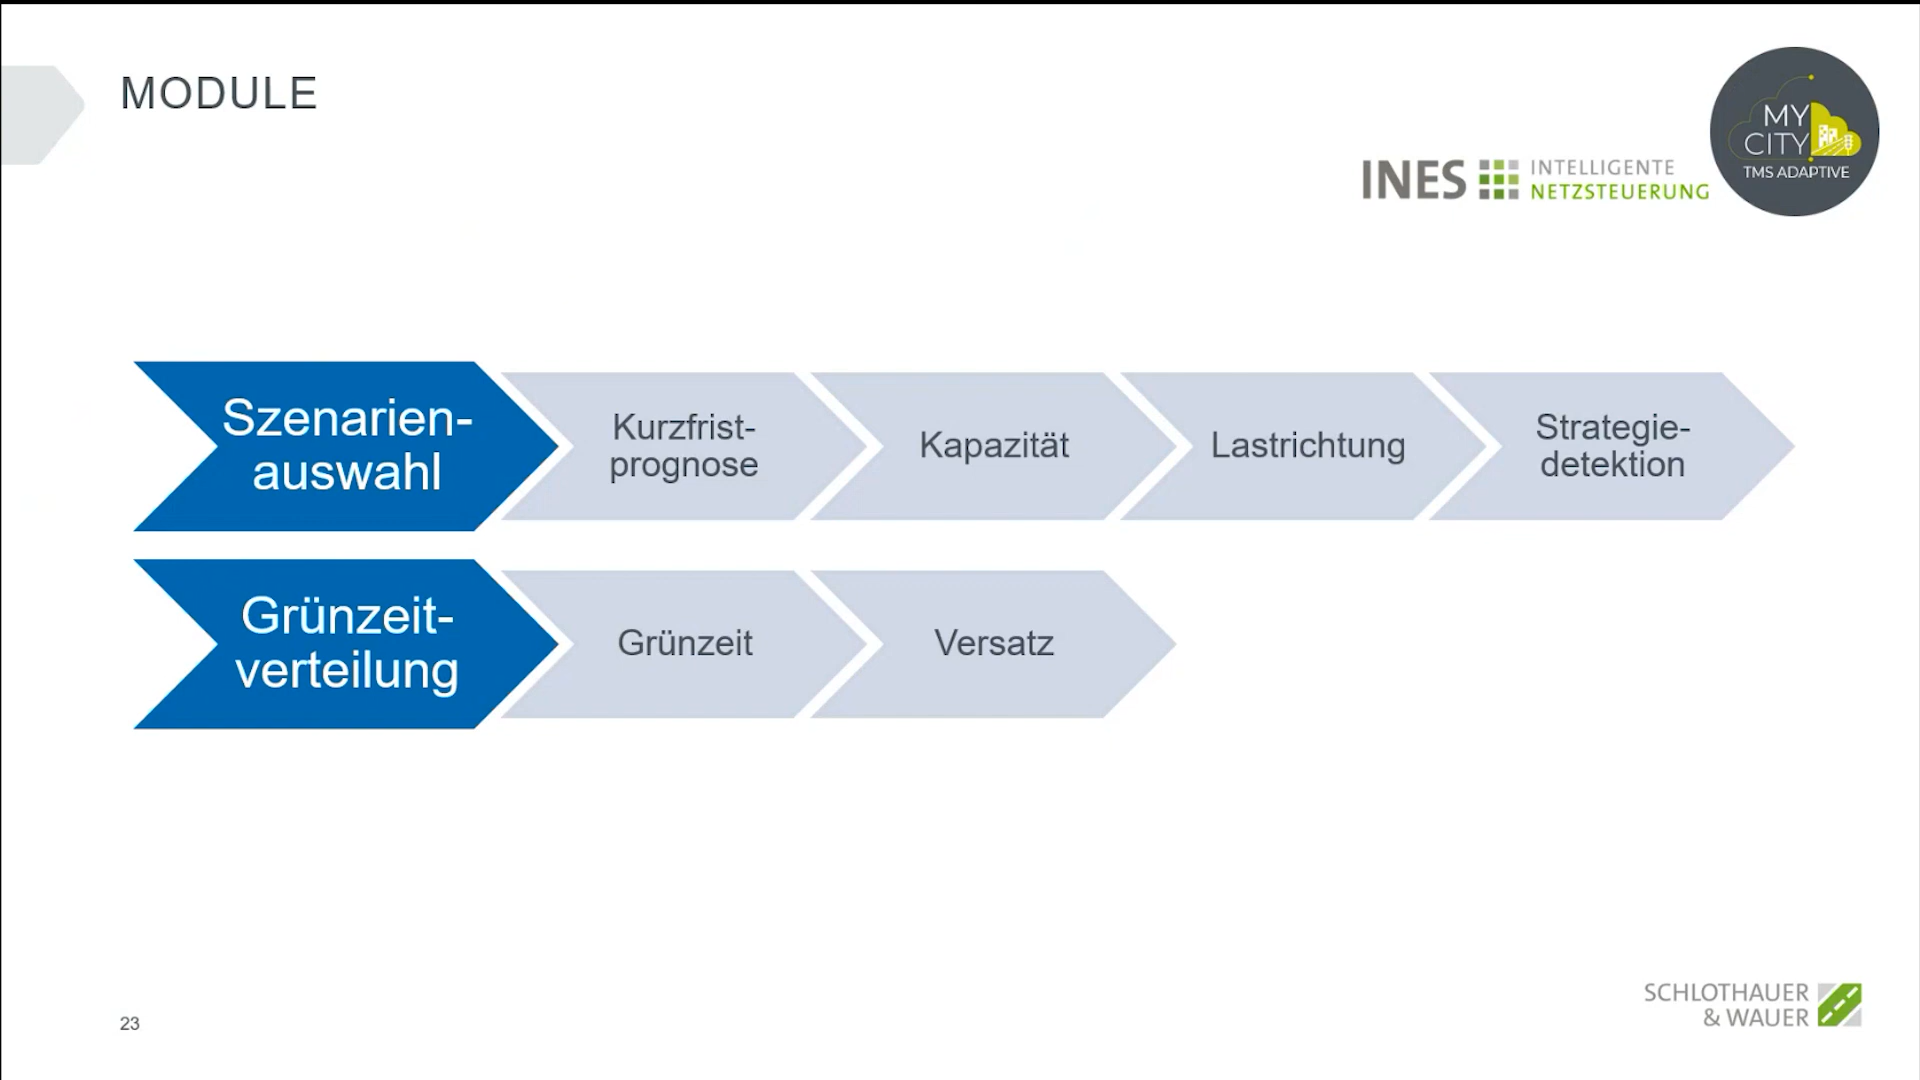 MODULE
MY
CITY
TMS ADAPTIVE
INES
INTELLIGENTE
NETZSTEUERUNG
Szenarien-
auswahl
Kurzfrist-
prognose
Kapazität
Lastrichtung
Strategie-
detektion
Grünzeit-
verteilung
Grünzeit
Versatz
23
SCHLOTHAUER
& WAUER